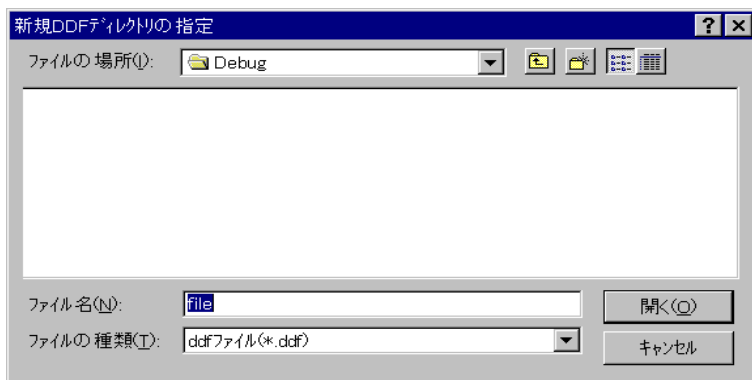 新規DDFディレクトリの指定
ファイルの場所(I): Debug
ファイル名(N): file 開く(O)
ファイルの種類(T): ddfファイル(*.ddf) キャンセル